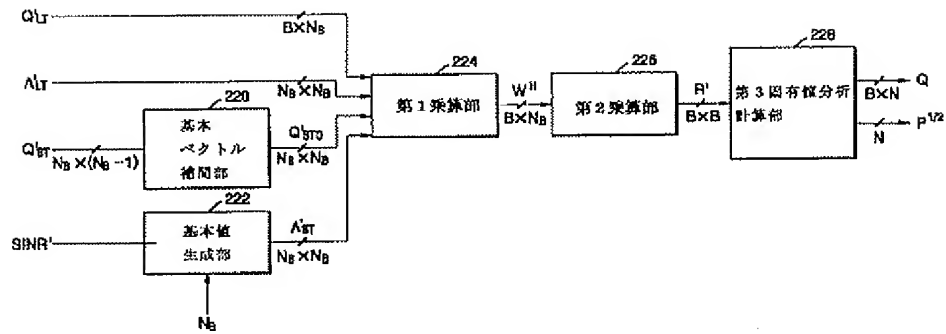 Q'LT
B×NB
Λ'LT
NB×NB
224
第1乗算部
WH
B×NB
226
第2乗算部
R'
B×B
228
第3固有値分析
計算部
Q
B×N
P1/2
N
220
基本
ベクトル
補間部
Q'ST
NB×(NB−1)
Q'STO
NB×NB
222
基本値
生成部
SINR'
Λ'ST
NB×NB
NB